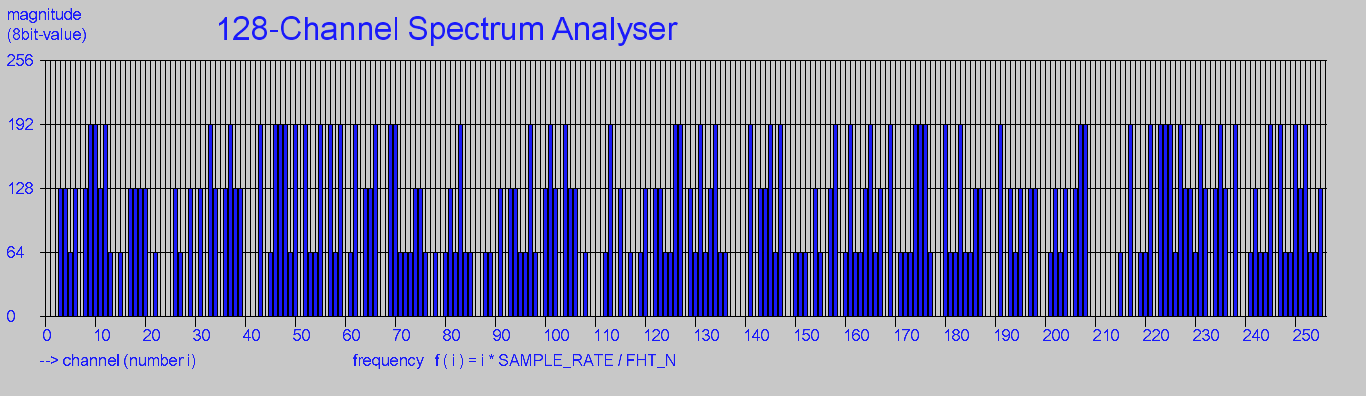 magnitude
(8bit-value)
128-Channel Spectrum Analyser
256
192
128
64
0
0 10 20 30 40 50 60 70 80 90 100 110 120 130 140 150 160 170 180 190 200 210 220 230 240 250
--> channel (number i)
frequency f ( i ) = i * SAMPLE_RATE / FHT_N